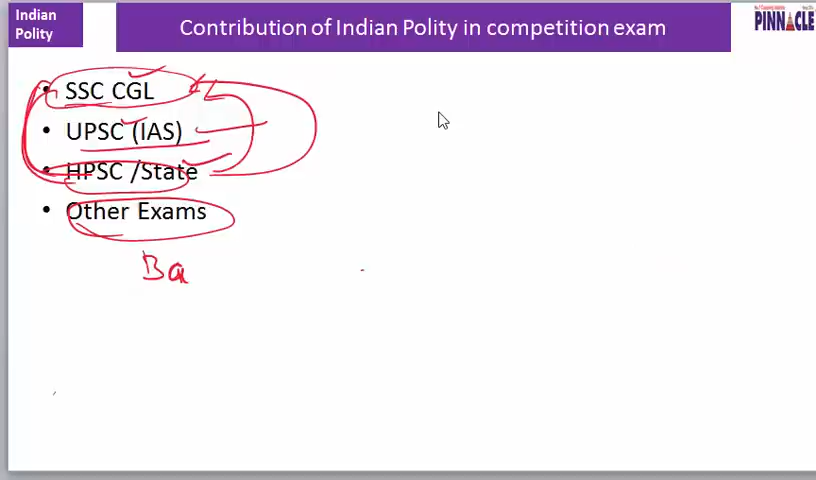 Indian
Polity
Contribution of Indian Polity in competition exam
PINNACLE
• SSC CGL
• UPSC (IAS)
• HPSC /State
• Other Exams
Ba